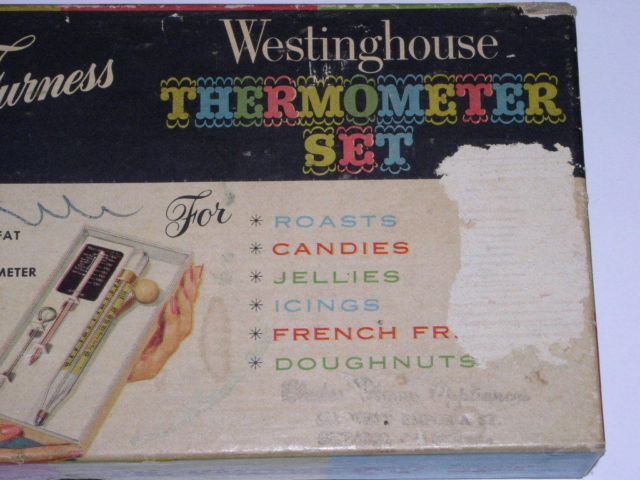 Furness
Westinghouse
THERMOMETER
SET
For
* ROASTS
* CANDIES
* JELLIES
* ICINGS
* FRENCH FR
* DOUGHNUTS
FAT
METER